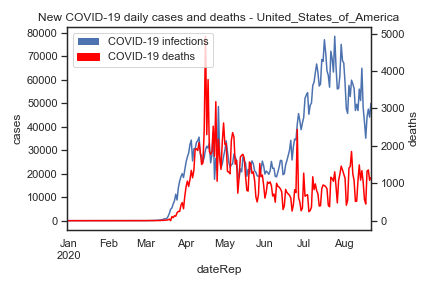 New COVID-19 daily cases and deaths - United_States_of_America
COVID-19 infections
COVID-19 deaths
cases
80000
70000
60000
50000
40000
30000
20000
10000
0
deaths
5000
4000
3000
2000
1000
0
Jan Feb Mar Apr May Jun Jul Aug
2020
dateRep